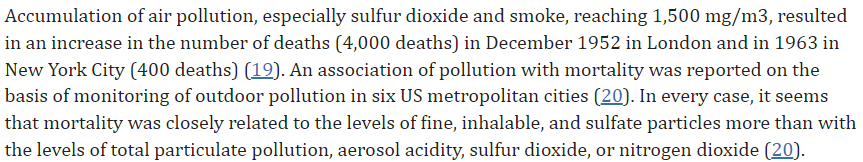 Accumulation of air pollution, especially sulfur dioxide and smoke, reaching 1,500 mg/m3, resulted
in an increase in the number of deaths (4,000 deaths) in December 1952 in London and in 1963 in
New York City (400 deaths) (19). An association of pollution with mortality was reported on the
basis of monitoring of outdoor pollution in six US metropolitan cities (20). In every case, it seems
that mortality was closely related to the levels of fine, inhalable, and sulfate particles more than with
the levels of total particulate pollution, aerosol acidity, sulfur dioxide, or nitrogen dioxide (20).